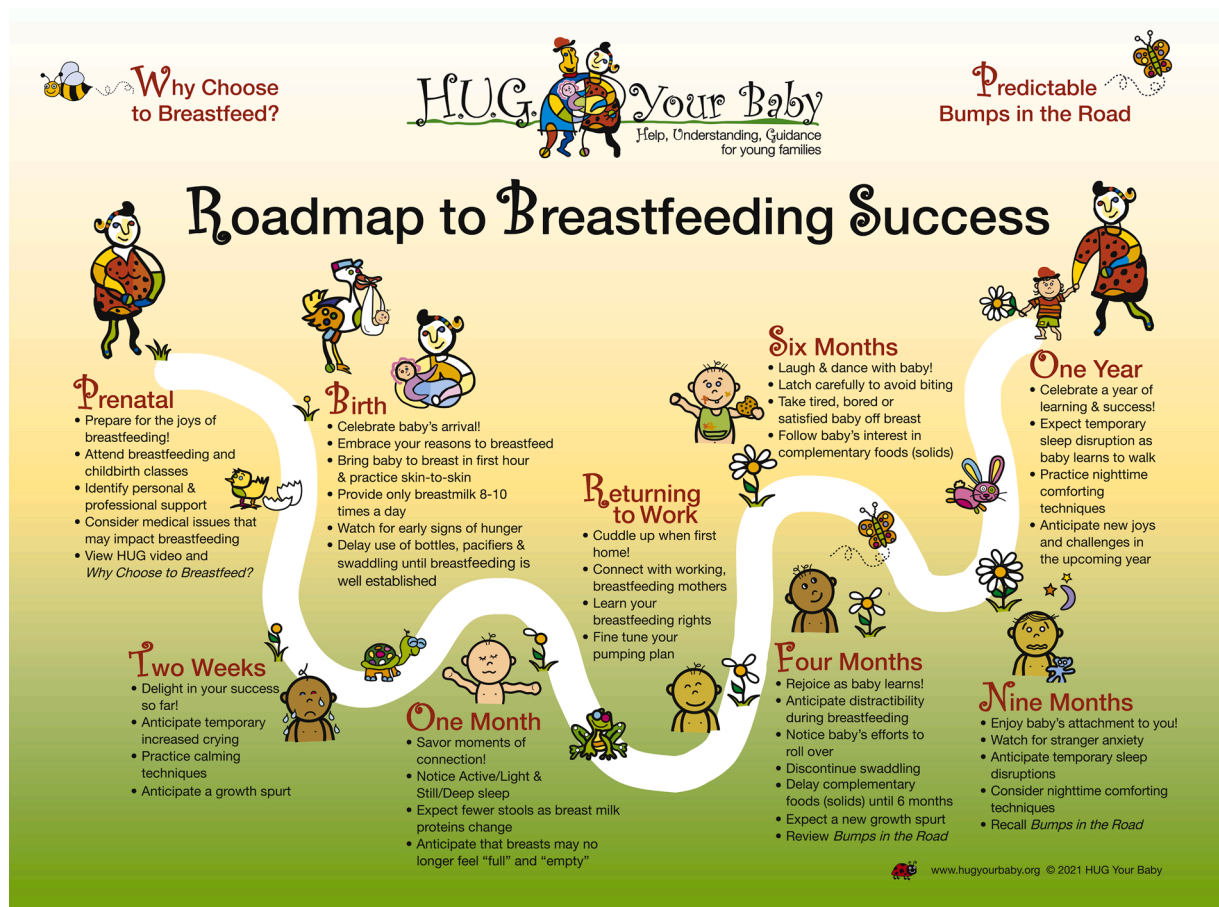 Why Choose
to Breastfeed?
H.U.G. Your Baby
Help, Understanding, Guidance
for young families
Predictable
Bumps in the Road
Roadmap to Breastfeeding Success
Prenatal
• Prepare for the joys of
breastfeeding!
• Attend breastfeeding and
childbirth classes
• Identify personal &
professional support
• Consider medical issues that
may impact breastfeeding
• View HUG video and
Why Choose to Breastfeed?
Birth
• Celebrate baby's arrival!
• Embrace your reasons to breastfeed
• Bring baby to breast in first hour
& practice skin-to-skin
• Provide only breastmilk 8-10
times a day
• Watch for early signs of hunger
• Delay use of bottles, pacifiers &
swaddling until breastfeeding is
well established
Two Weeks
• Delight in your success
so far!
• Anticipate temporary
increased crying
• Practice calming
techniques
• Anticipate a growth spurt
One Month
• Savor moments of
connection!
• Notice Active/Light &
Still/Deep sleep
• Expect fewer stools as breast milk
proteins change
• Anticipate that breasts may no
longer feel “full” and “empty”
Returning
to Work
• Cuddle up when first
home!
• Connect with working,
breastfeeding mothers
• Learn your
breastfeeding rights
• Fine tune your
pumping plan
Four Months
• Rejoice as baby learns!
• Anticipate distractibility
during breastfeeding
• Notice baby's efforts to
roll over
• Discontinue swaddling
• Delay complementary
foods (solids) until 6 months
• Expect a new growth spurt
• Review Bumps in the Road
Six Months
• Laugh & dance with baby!
• Latch carefully to avoid biting
• Take tired, bored or
satisfied baby off breast
• Follow baby's interest in
complementary foods (solids)
Nine Months
• Enjoy baby's attachment to you!
• Watch for stranger anxiety
• Anticipate temporary sleep
disruptions
• Consider nighttime comforting
techniques
• Recall Bumps in the Road
One Year
• Celebrate a year of
learning & success!
• Expect temporary
sleep disruption as
baby learns to walk
• Practice nighttime
comforting
techniques
• Anticipate new joys
and challenges in
the upcoming year
www.hugyourbaby.org © 2021 HUG Your Baby